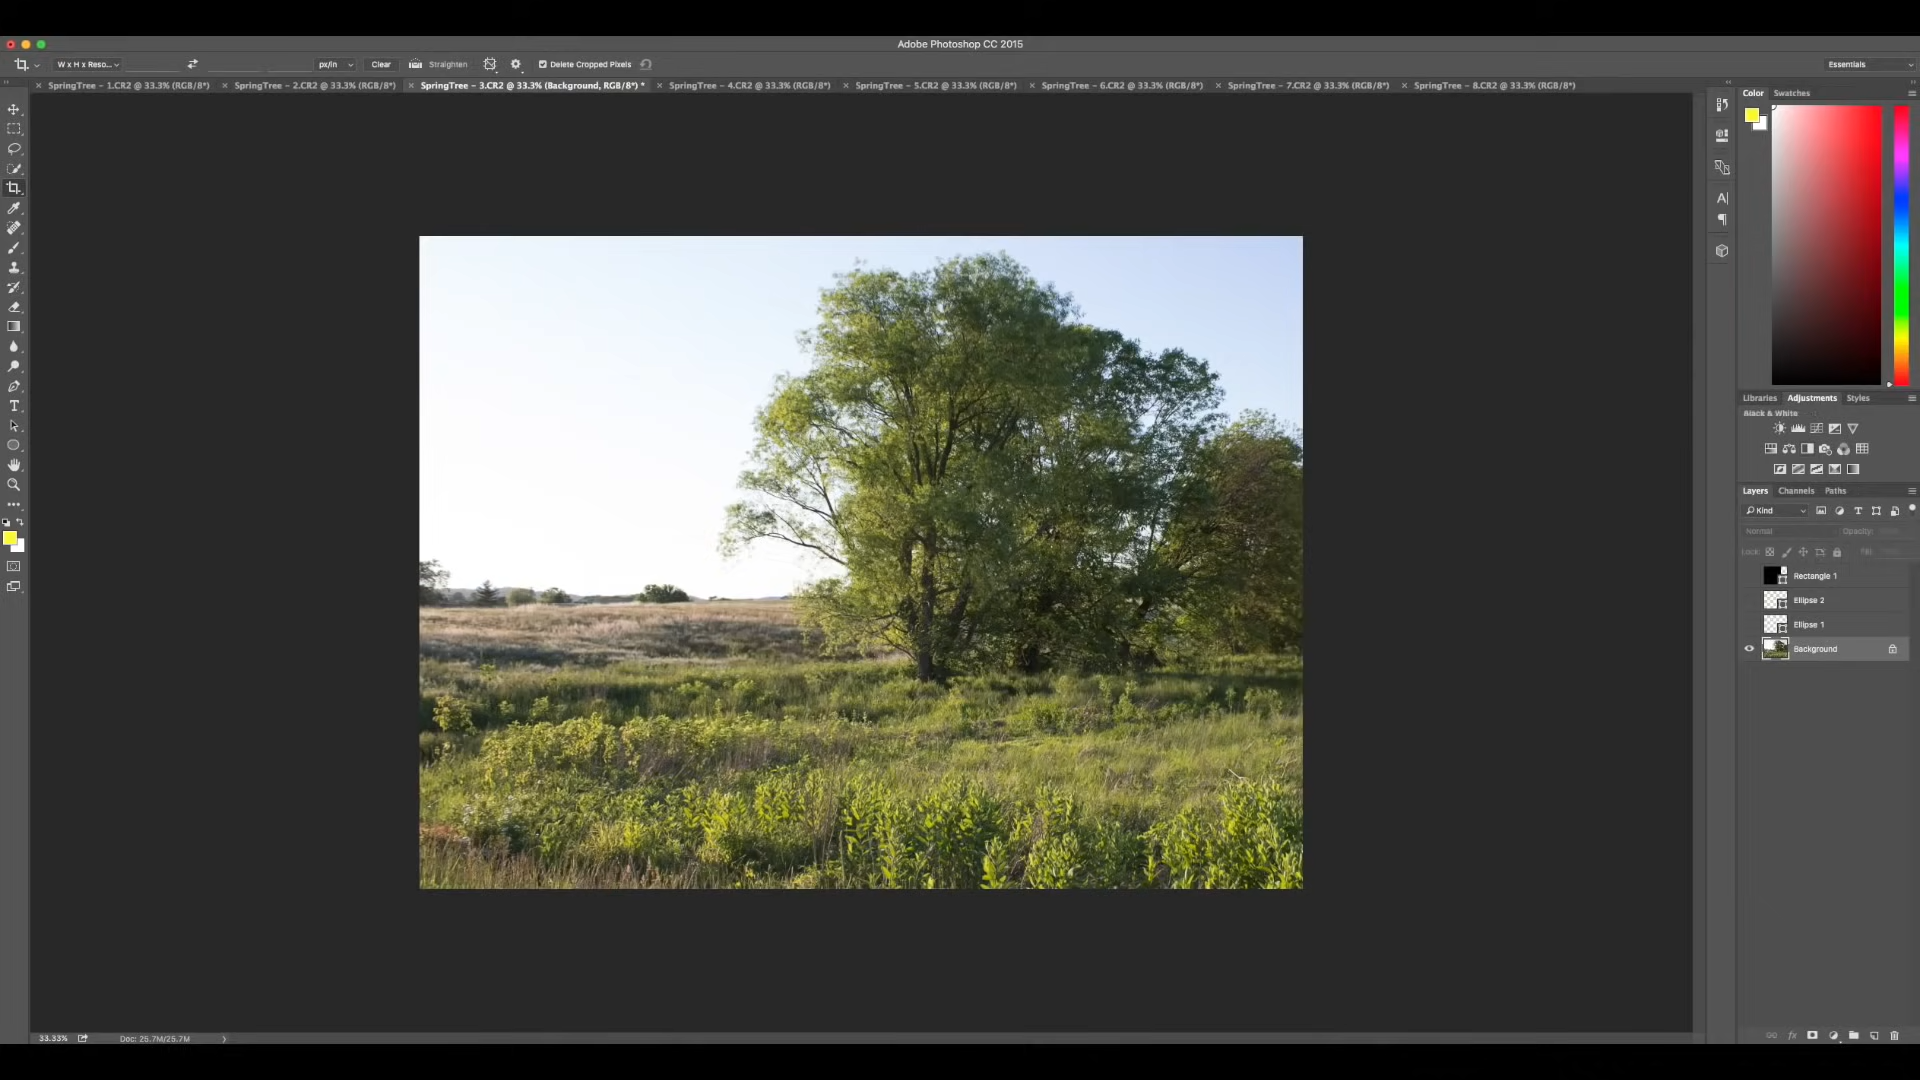 Adobe Photoshop CC 2015
W x H x Reso... px/in Clear Straighten Delete Cropped Pixels Essentials
SpringTree - 1.CR2 @ 33.3% (RGB/8*) SpringTree - 2.CR2 @ 33.3% (RGB/8*) SpringTree - 3.CR2 @ 33.3% (Background, RGB/8*) * SpringTree - 4.CR2 @ 33.3% (RGB/8*) SpringTree - 5.CR2 @ 33.3% (RGB/8*) SpringTree - 6.CR2 @ 33.3% (RGB/8*) SpringTree - 7.CR2 @ 33.3% (RGB/8*) SpringTree - 8.CR2 @ 33.3% (RGB/8*)
Color Swatches
Libraries Adjustments Styles
Black & White
Layers Channels Paths
Kind
Normal Opacity:
Lock: Fill:
Rectangle 1
Ellipse 2
Ellipse 1
Background
33.33% Doc: 25.7M/25.7M